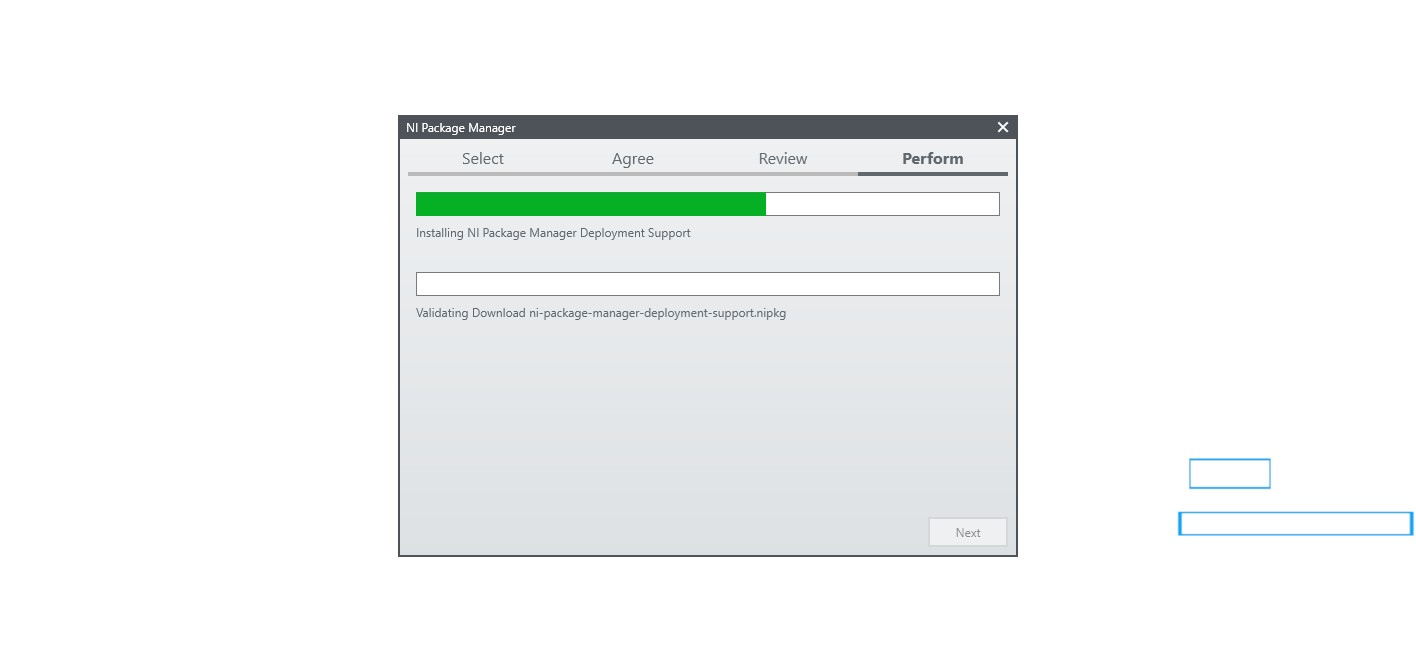 NI Package Manager
Select Agree Review Perform
Installing NI Package Manager Deployment Support
Validating Download ni-package-manager-deployment-support.nipkg
Next